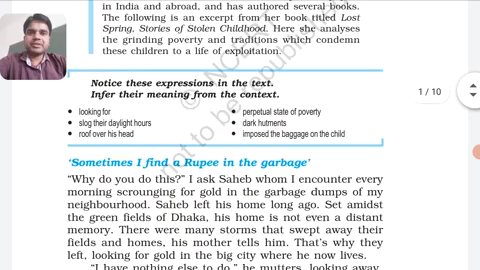 in India and abroad, and has authored several books.
The following is an excerpt from her book titled Lost
Spring, Stories of Stolen Childhood. Here she analyses
the grinding poverty and traditions which condemn
these children to a life of exploitation.
Notice these expressions in the text.
Infer their meaning from the context.
• looking for
• slog their daylight hours
• roof over his head
• perpetual state of poverty
• dark hutments
• imposed the baggage on the child
1 / 10
‘Sometimes I find a Rupee in the garbage’
“Why do you do this?” I ask Saheb whom I encounter every
morning scrounging for gold in the garbage dumps of my
neighbourhood. Saheb left his home long ago. Set amidst
the green fields of Dhaka, his home is not even a distant
memory. There were many storms that swept away their
fields and homes, his mother tells him. That’s why they
left, looking for gold in the big city where he now lives.
“I have nothing else to do,” he mutters, looking away.
not to be